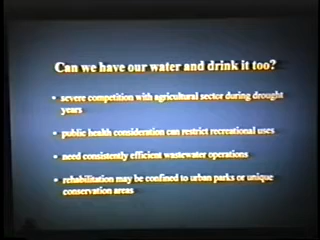 Can we have our water and drink it too?
• severe competition with agricultural sector during drought
years
• public health consideration can restrict recreational uses
• need consistently efficient wastewater operations
• rehabilitation may be confined to urban parks or unique
conservation areas